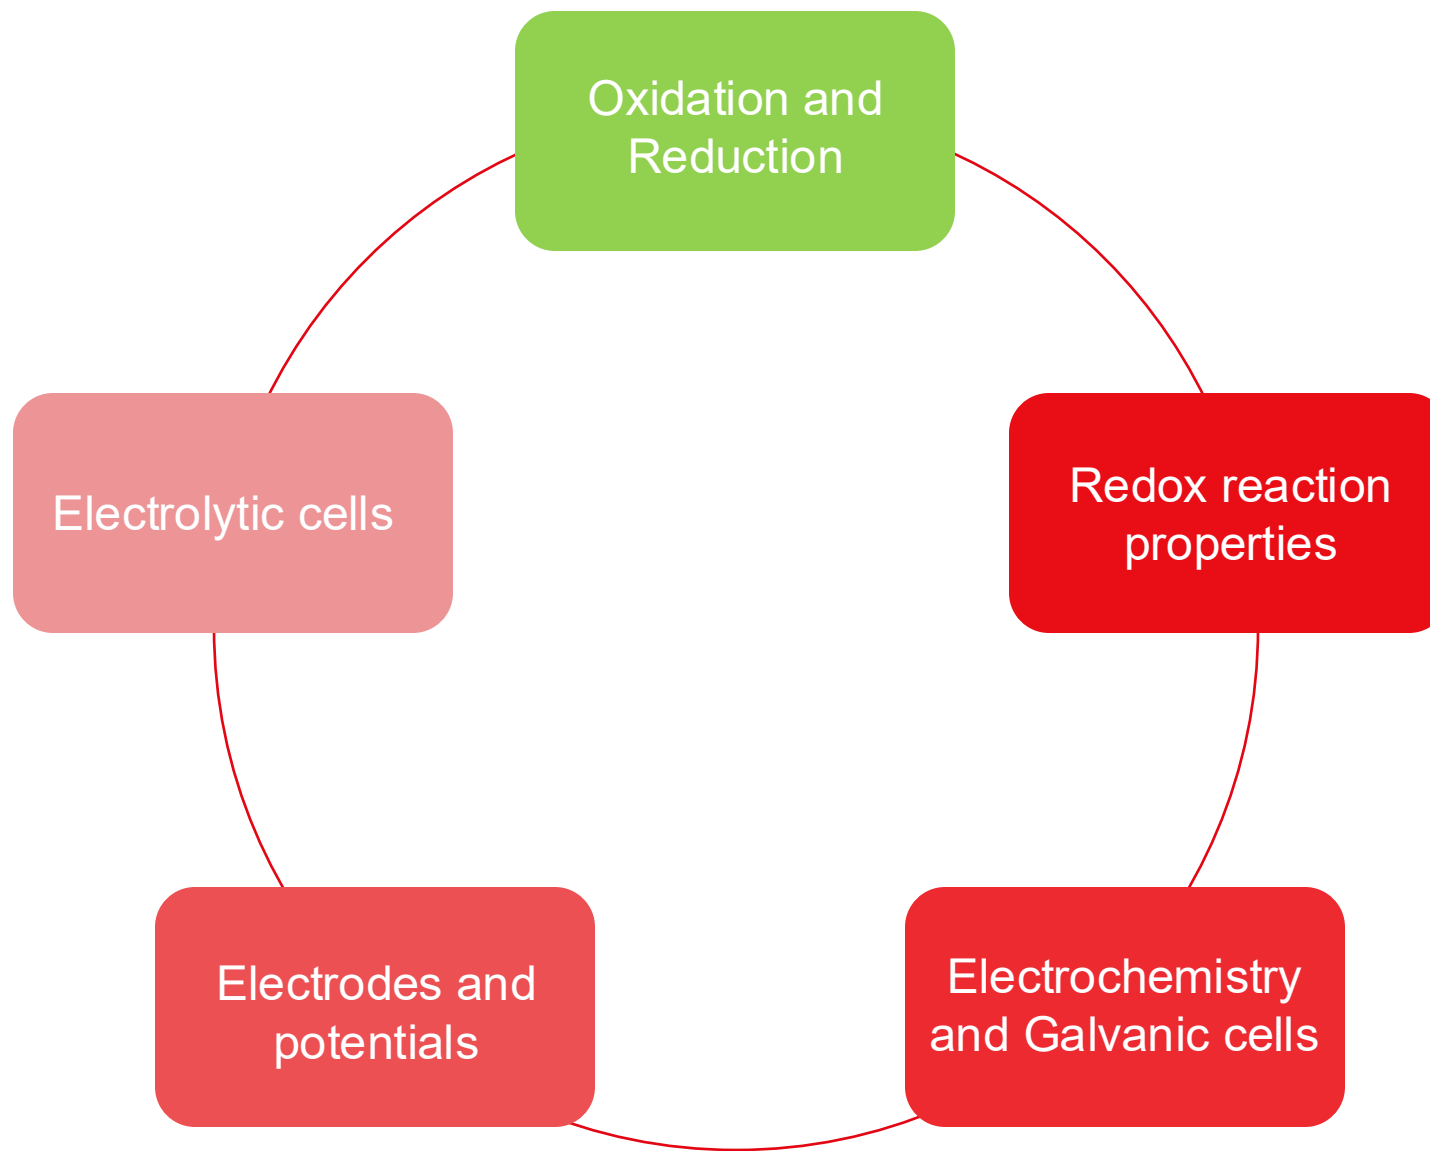 Oxidation and
Reduction
Redox reaction
properties
Electrochemistry
and Galvanic cells
Electrodes and
potentials
Electrolytic cells